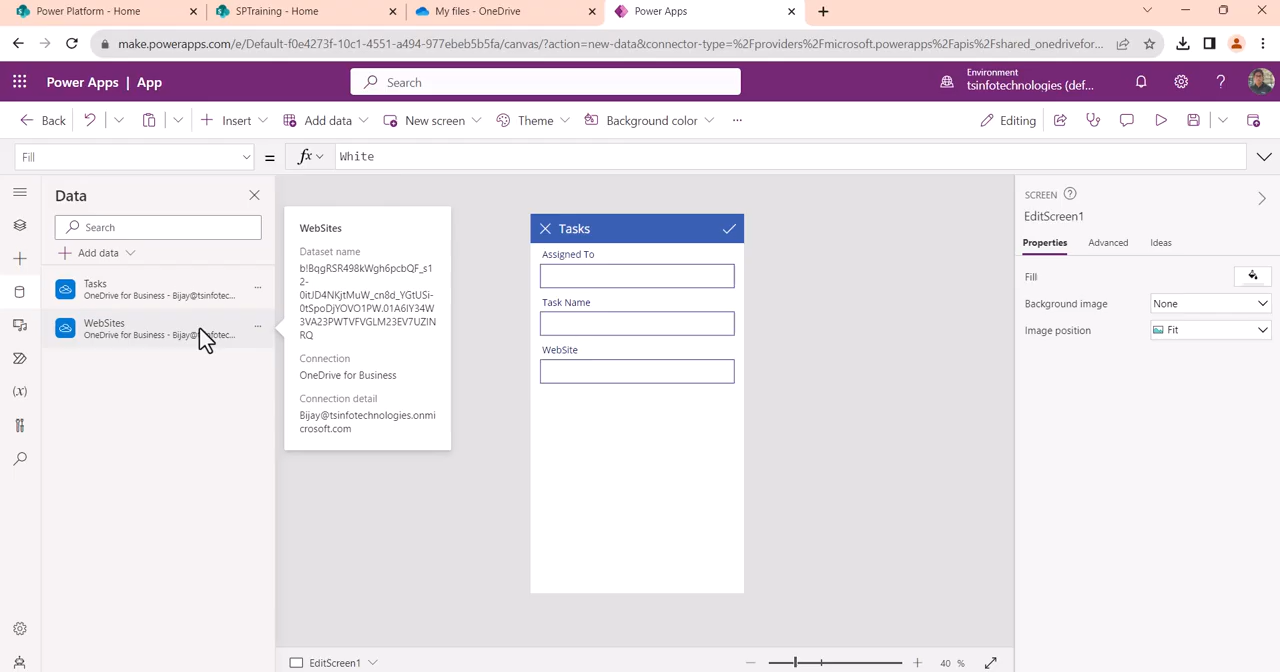 Power Platform - Home
SPTraining - Home
My files - OneDrive
Power Apps
make.powerapps.com/e/Default-f0e4273f-10c1-4551-a494-977ebeb5b5fa/canvas/?action=new-data&connector-type=%2Fproviders%2Fmicrosoft.powerapps%2Fapis%2Fshared_onedrivefor...
Power Apps | App
Search
Environment
tsinfotechnologies (def...
Back
Insert
Add data
New screen
Theme
Background color
Editing
Fill
=
fx
White
Data
Search
Add data
Tasks
OneDrive for Business - Bijay@tsinfotec...
WebSites
OneDrive for Business - Bijay@tsinfotec...
WebSites
Dataset name
b!BqgRSR498kWgh6pcbQF_s1
2-
0itJD4NKjtMuW_cn8d_YGtUSi-
0tSpoDjYOVO1PW.01A6IY34W
3VA23PWTVFVGLM23EV7UZIN
RQ
Connection
OneDrive for Business
Connection detail
Bijay@tsinfotechnologies.onmi
crosoft.com
Tasks
Assigned To
Task Name
WebSite
SCREEN
EditScreen1
Properties
Advanced
Ideas
Fill
Background image
None
Image position
Fit
EditScreen1
40 %